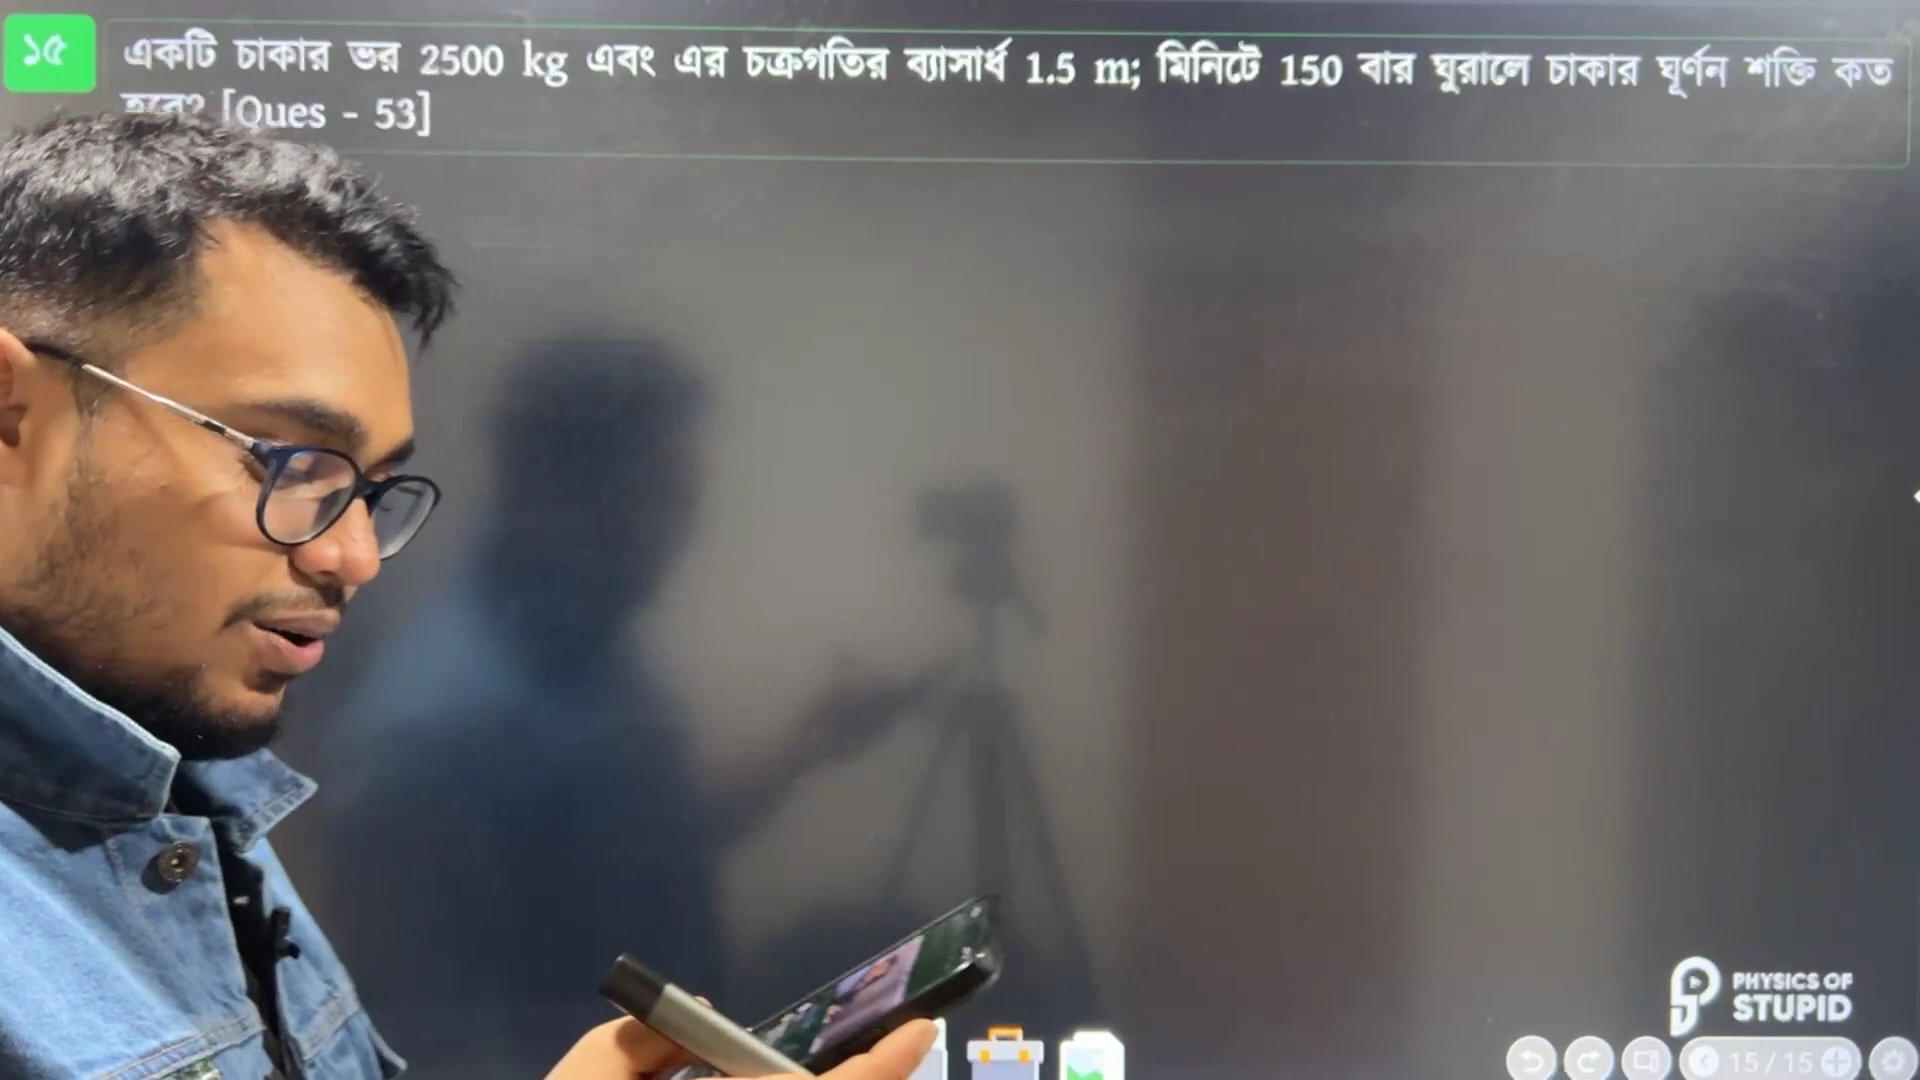 ১৫
একটি চাকার ভর 2500 kg এবং এর চক্রগতির ব্যাসার্ধ 1.5 m; মিনিটে 150 বার ঘুরালে চাকার ঘূর্ণন শক্তি কত
হবে? [Ques - 53]
PHYSICS OF
STUPID
15 / 15